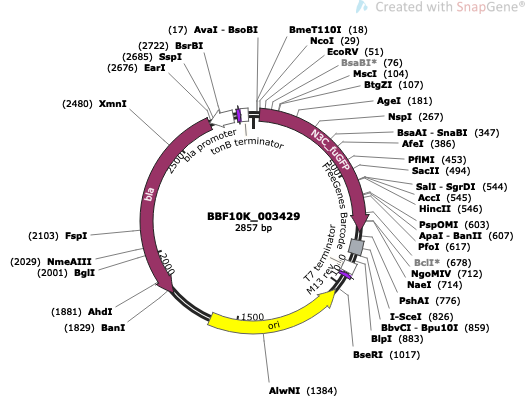 Created with SnapGene®
(17) AvaI - BsoBI
(2722) BsrBI
(2685) SspI
(2676) EarI
(2480) XmnI
(2103) FspI
(2029) NmeAIII
(2001) BglI
(1881) AhdI
(1829) BanI
BmeT110I (18)
NcoI (29)
EcoRV (51)
BsaBI* (76)
MscI (104)
BtgZI (107)
AgeI (181)
NspI (267)
BsaAI - SnaBI (347)
AfeI (386)
PflMI (453)
SacII (494)
SalI - SgrDI (544)
AccI (545)
HincII (546)
PspOMI (603)
ApaI - BanII (607)
PfoI (617)
BclI* (678)
NgoMIV (712)
NaeI (714)
PshAI (776)
I-SceI (826)
BbvCI - Bpu10I (859)
BlpI (883)
BseRI (1017)
AlwNI (1384)
bla promoter
tonB terminator
N3C_fuGFP
FreeGenes Barcode
T7 terminator
M13 rev
ori
bla
500
1500
2000
2500
BBF10K_003429
2857 bp